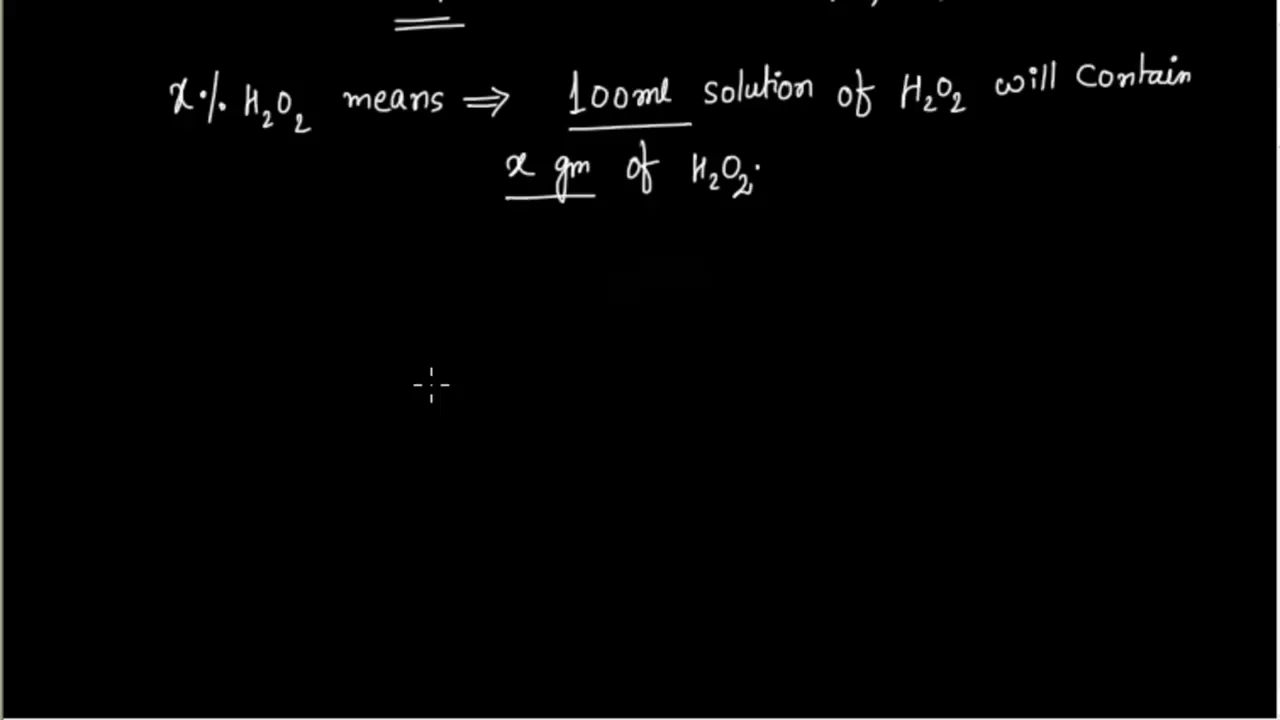 x% H₂O₂ means ⇒ 100ml solution of H₂O₂ will contain
x gm of H₂O₂.